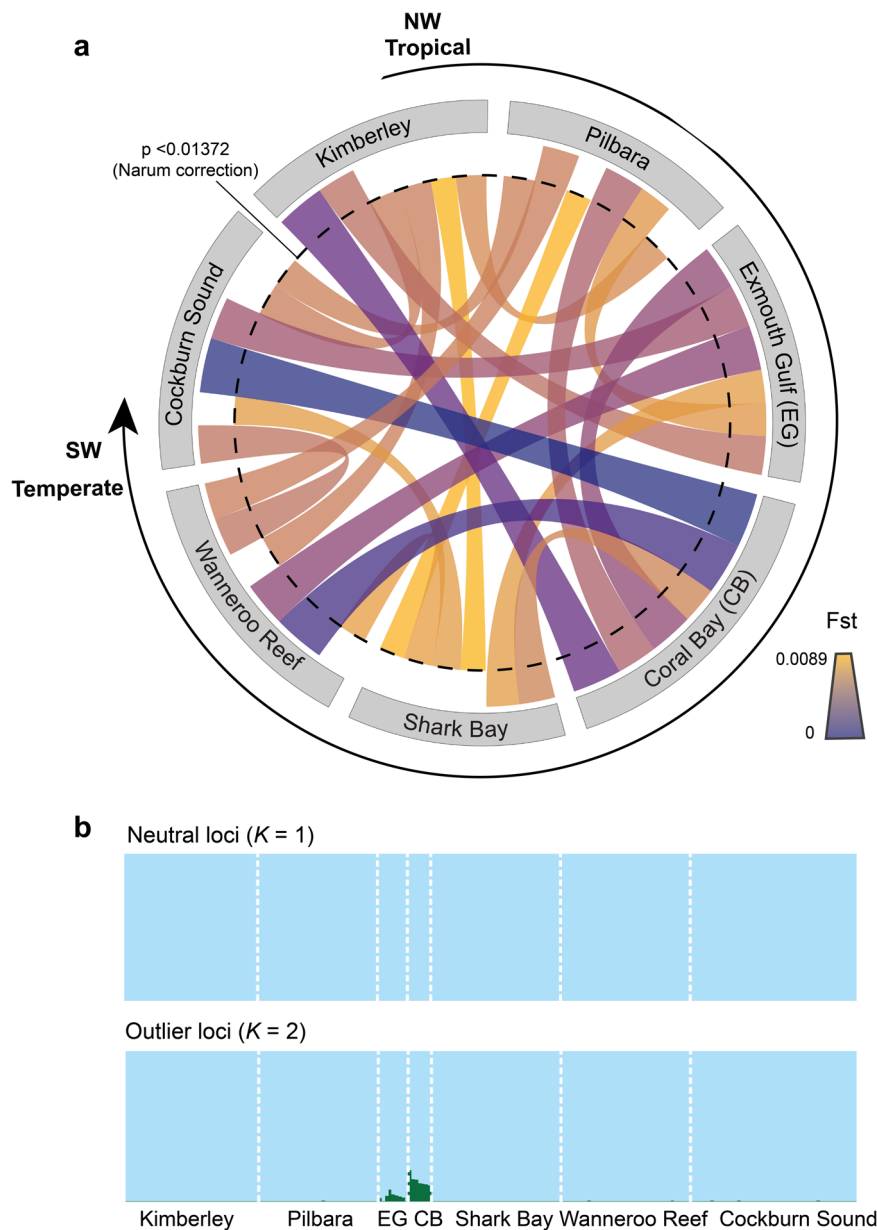 a
NW
Tropical
Kimberley
Pilbara
p <0.01372
(Narum correction)
Cockburn Sound
Exmouth Gulf (EG)
SW
Temperate
Wanneroo Reef
Coral Bay (CB)
Shark Bay
Fst
0.0089
0
b
Neutral loci (K = 1)
Outlier loci (K = 2)
Kimberley Pilbara EG CB Shark Bay Wanneroo Reef Cockburn Sound